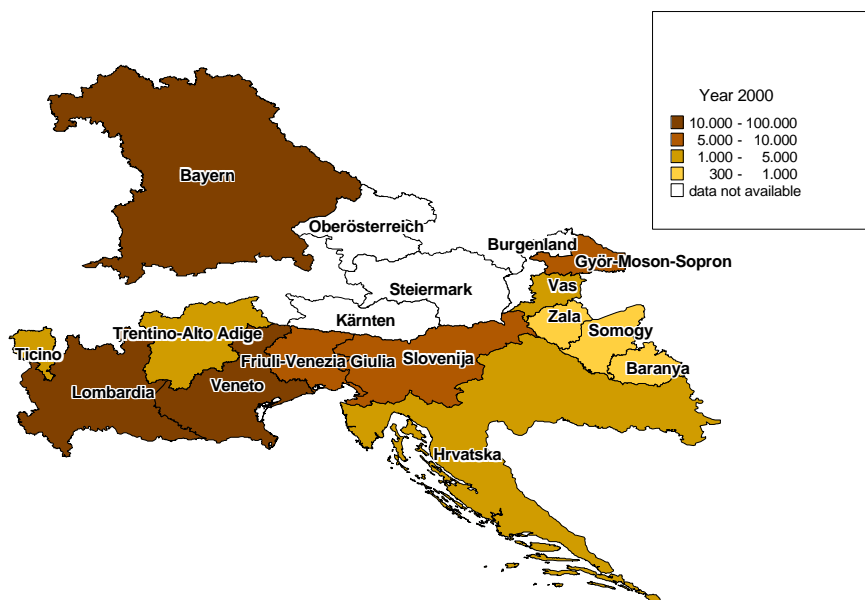 Year 2000
10.000 - 100.000
5.000 - 10.000
1.000 - 5.000
300 - 1.000
data not available
Bayern
Oberösterreich
Burgenland
Györ-Moson-Sopron
Steiermark
Vas
Zala
Kärnten
Somogy
Trentino-Alto Adige
Ticino
Friuli-Venezia Giulia
Slovenija
Baranya
Veneto
Lombardia
Hrvatska